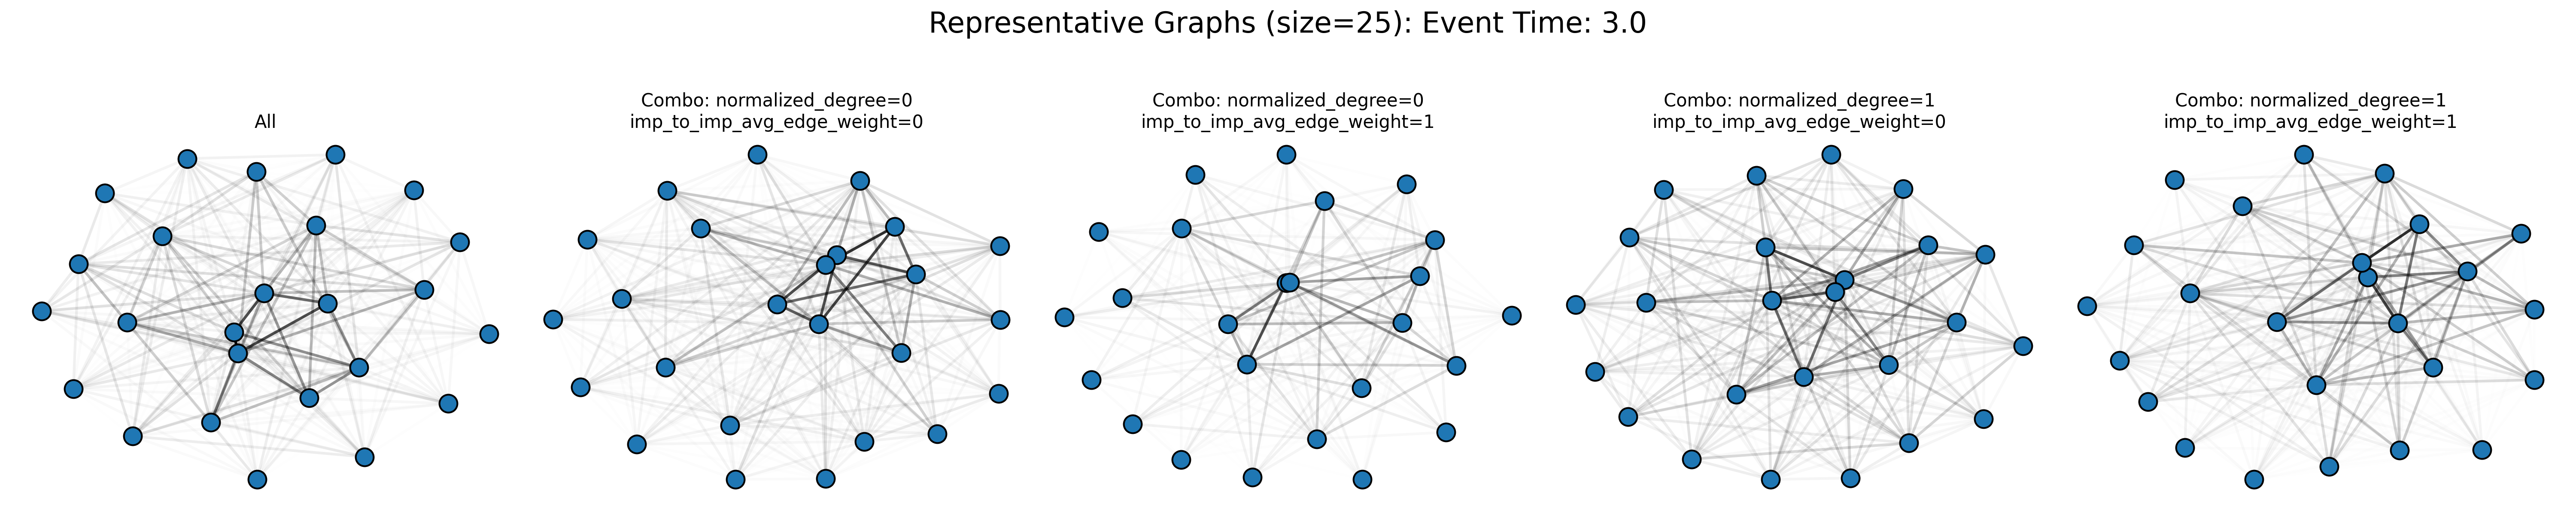 Representative Graphs (size=25): Event Time: 3.0
All
Combo: normalized_degree=0
imp_to_imp_avg_edge_weight=0
Combo: normalized_degree=0
imp_to_imp_avg_edge_weight=1
Combo: normalized_degree=1
imp_to_imp_avg_edge_weight=0
Combo: normalized_degree=1
imp_to_imp_avg_edge_weight=1